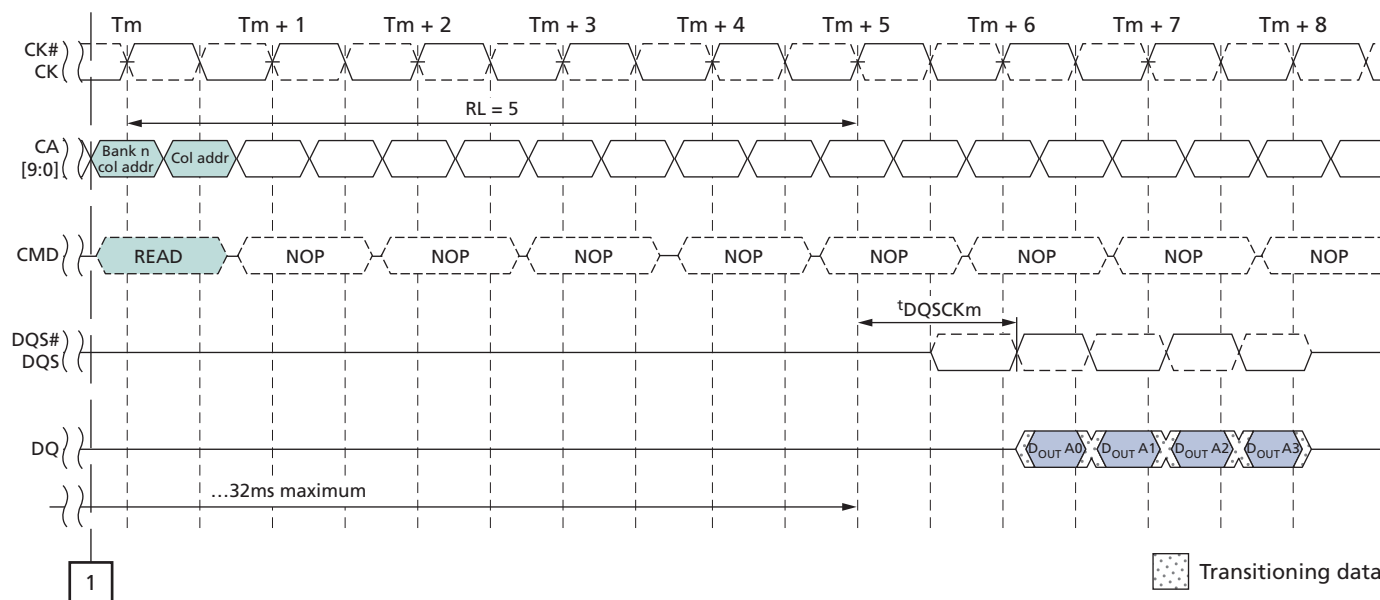 Tm Tm + 1 Tm + 2 Tm + 3 Tm + 4 Tm + 5 Tm + 6 Tm + 7 Tm + 8
CK#
CK
RL = 5
CA
[9:0]
Bank n
col addr
Col addr
CMD READ NOP NOP NOP NOP NOP NOP NOP NOP
tDQSCKm
DQS#
DQS
DQ DOUT A0 DOUT A1 DOUT A2 DOUT A3
...32ms maximum
1
Transitioning data